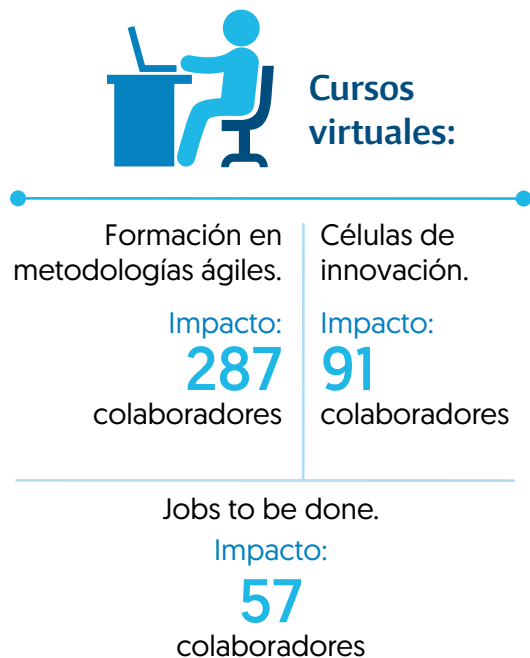 Cursos
virtuales:
Formación en
metodologías ágiles.
Impacto:
287
colaboradores
Células de
innovación.
Impacto:
91
colaboradores
Jobs to be done.
Impacto:
57
colaboradores